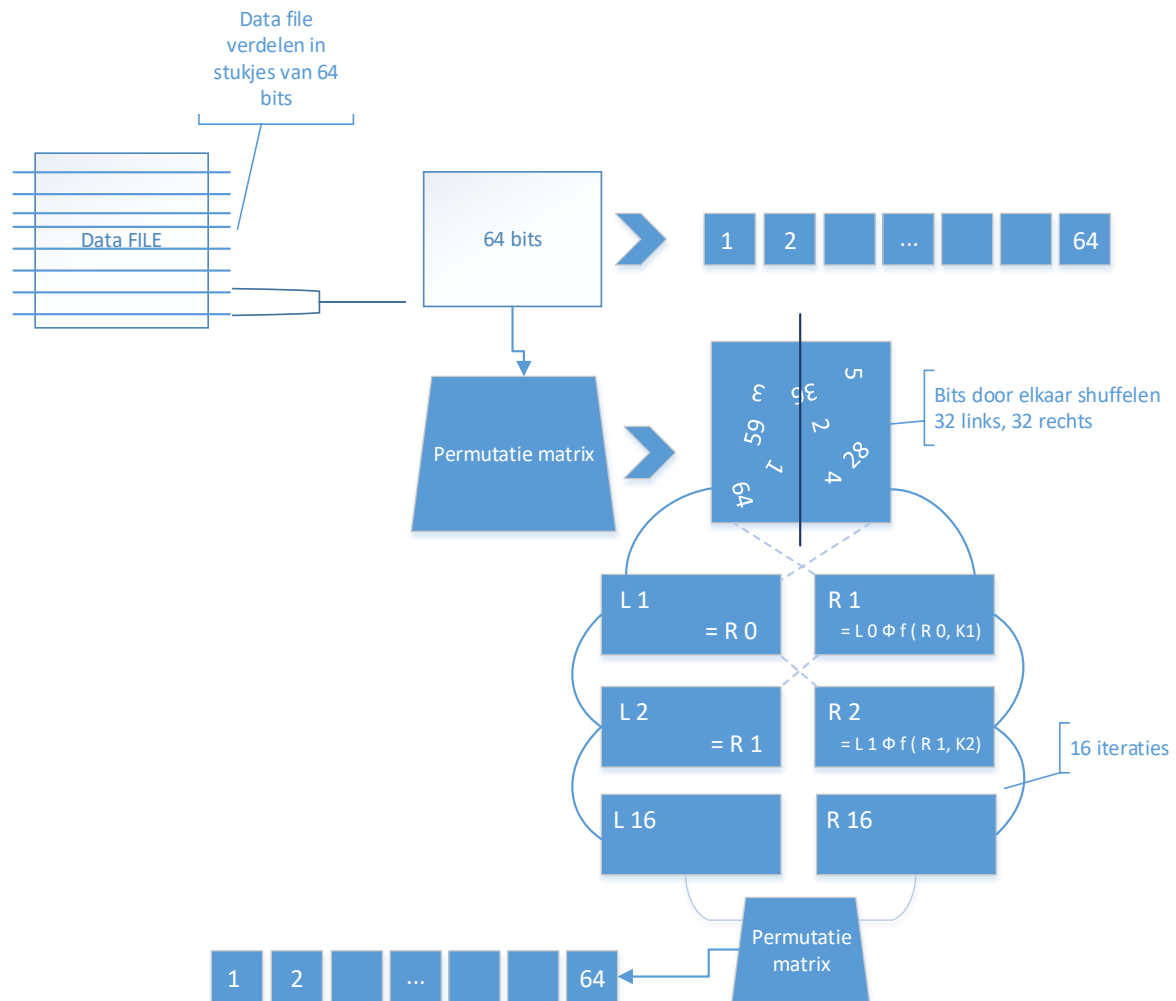 Data file
verdelen in
stukjes van 64
bits
Data FILE
64 bits
1 2 ... 64
Permutatie matrix
3 36 5
59 2
1 28
64 4
Bits door elkaar shuffelen
32 links, 32 rechts
L 1
= R 0
R 1
= L 0 Φ f ( R 0, K1)
L 2
= R 1
R 2
= L 1 Φ f ( R 1, K2)
16 iteraties
L 16
R 16
Permutatie
matrix
1 2 ... 64